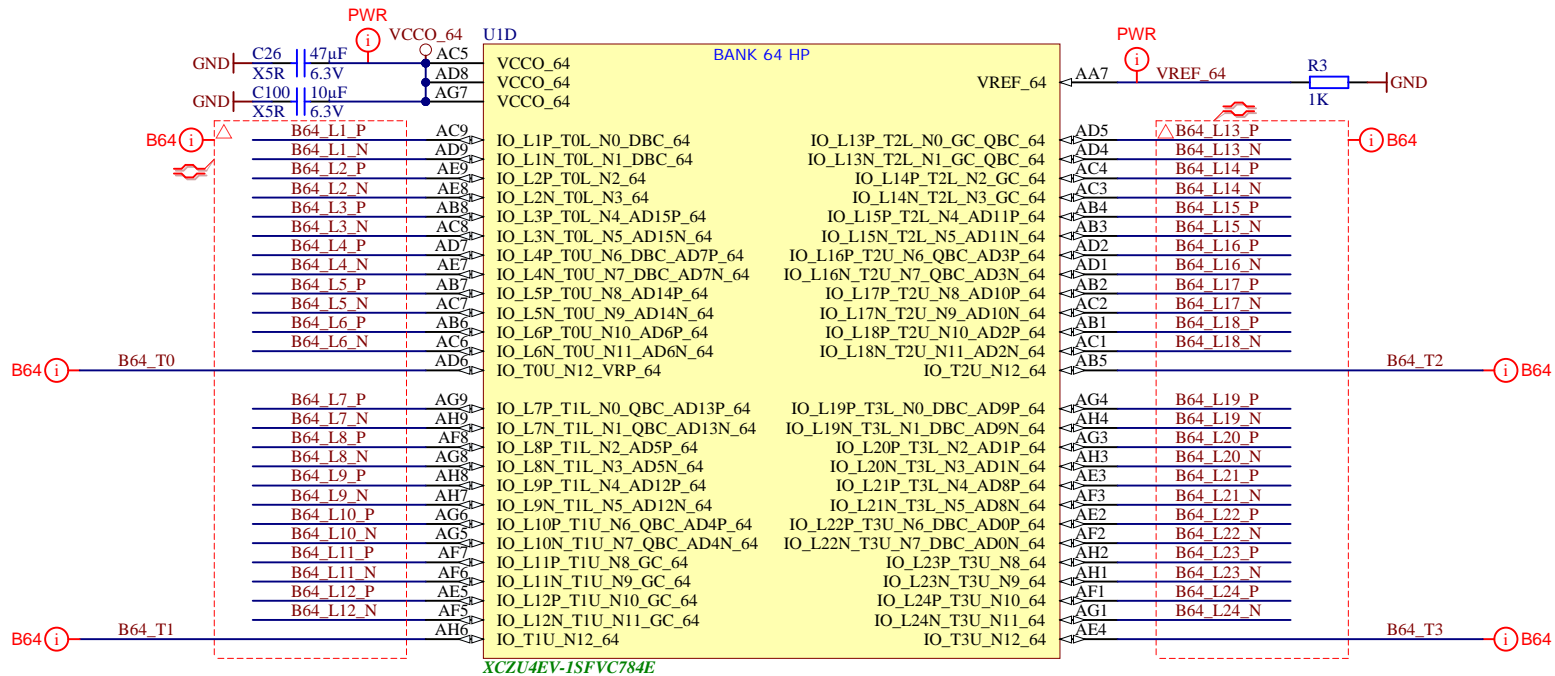 PWR
VCCO_64
U1D
BANK 64 HP
PWR
GND C26 47µF AC5 VCCO_64
X5R 6.3V AD8 VCCO_64
VREF_64 AA7 VREF_64 R3 GND
1K
GND C100 10µF AG7 VCCO_64
X5R 6.3V
B64 i
i B64
B64_L1_P AC9 IO_L1P_T0L_N0_DBC_64 IO_L13P_T2L_N0_GC_QBC_64 AD5 B64_L13_P
B64_L1_N AD9 IO_L1N_T0L_N1_DBC_64 IO_L13N_T2L_N1_GC_QBC_64 AD4 B64_L13_N
B64_L2_P AE9 IO_L2P_T0L_N2_64 IO_L14P_T2L_N2_GC_64 AC4 B64_L14_P
B64_L2_N AE8 IO_L2N_T0L_N3_64 IO_L14N_T2L_N3_GC_64 AC3 B64_L14_N
B64_L3_P AB8 IO_L3P_T0L_N4_AD15P_64 IO_L15P_T2L_N4_AD11P_64 AB4 B64_L15_P
B64_L3_N AC8 IO_L3N_T0L_N5_AD15N_64 IO_L15N_T2L_N5_AD11N_64 AB3 B64_L15_N
B64_L4_P AD7 IO_L4P_T0U_N6_DBC_AD7P_64 IO_L16P_T2U_N6_QBC_AD3P_64 AD2 B64_L16_P
B64_L4_N AE7 IO_L4N_T0U_N7_DBC_AD7N_64 IO_L16N_T2U_N7_QBC_AD3N_64 AD1 B64_L16_N
B64_L5_P AB7 IO_L5P_T0U_N8_AD14P_64 IO_L17P_T2U_N8_AD10P_64 AB2 B64_L17_P
B64_L5_N AC7 IO_L5N_T0U_N9_AD14N_64 IO_L17N_T2U_N9_AD10N_64 AC2 B64_L17_N
B64_L6_P AB6 IO_L6P_T0U_N10_AD6P_64 IO_L18P_T2U_N10_AD2P_64 AB1 B64_L18_P
B64_L6_N AC6 IO_L6N_T0U_N11_AD6N_64 IO_L18N_T2U_N11_AD2N_64 AC1 B64_L18_N
B64 i B64_T0 AD6 IO_T0U_N12_VRP_64 IO_T2U_N12_64 AB5 B64_T2 i B64
B64_L7_P AG9 IO_L7P_T1L_N0_QBC_AD13P_64 IO_L19P_T3L_N0_DBC_AD9P_64 AG4 B64_L19_P
B64_L7_N AH9 IO_L7N_T1L_N1_QBC_AD13N_64 IO_L19N_T3L_N1_DBC_AD9N_64 AH4 B64_L19_N
B64_L8_P AF8 IO_L8P_T1L_N2_AD5P_64 IO_L20P_T3L_N2_AD1P_64 AG3 B64_L20_P
B64_L8_N AG8 IO_L8N_T1L_N3_AD5N_64 IO_L20N_T3L_N3_AD1N_64 AH3 B64_L20_N
B64_L9_P AH8 IO_L9P_T1L_N4_AD12P_64 IO_L21P_T3L_N4_AD8P_64 AE3 B64_L21_P
B64_L9_N AH7 IO_L9N_T1L_N5_AD12N_64 IO_L21N_T3L_N5_AD8N_64 AF3 B64_L21_N
B64_L10_P AG6 IO_L10P_T1U_N6_QBC_AD4P_64 IO_L22P_T3U_N6_DBC_AD0P_64 AE2 B64_L22_P
B64_L10_N AG5 IO_L10N_T1U_N7_QBC_AD4N_64 IO_L22N_T3U_N7_DBC_AD0N_64 AF2 B64_L22_N
B64_L11_P AF7 IO_L11P_T1U_N8_GC_64 IO_L23P_T3U_N8_64 AH2 B64_L23_P
B64_L11_N AF6 IO_L11N_T1U_N9_GC_64 IO_L23N_T3U_N9_64 AH1 B64_L23_N
B64_L12_P AE5 IO_L12P_T1U_N10_GC_64 IO_L24P_T3U_N10_64 AF1 B64_L24_P
B64_L12_N AF5 IO_L12N_T1U_N11_GC_64 IO_L24N_T3U_N11_64 AG1 B64_L24_N
B64 i B64_T1 AH6 IO_T1U_N12_64 IO_T3U_N12_64 AE4 B64_T3 i B64
XCZU4EV-1SFVC784E